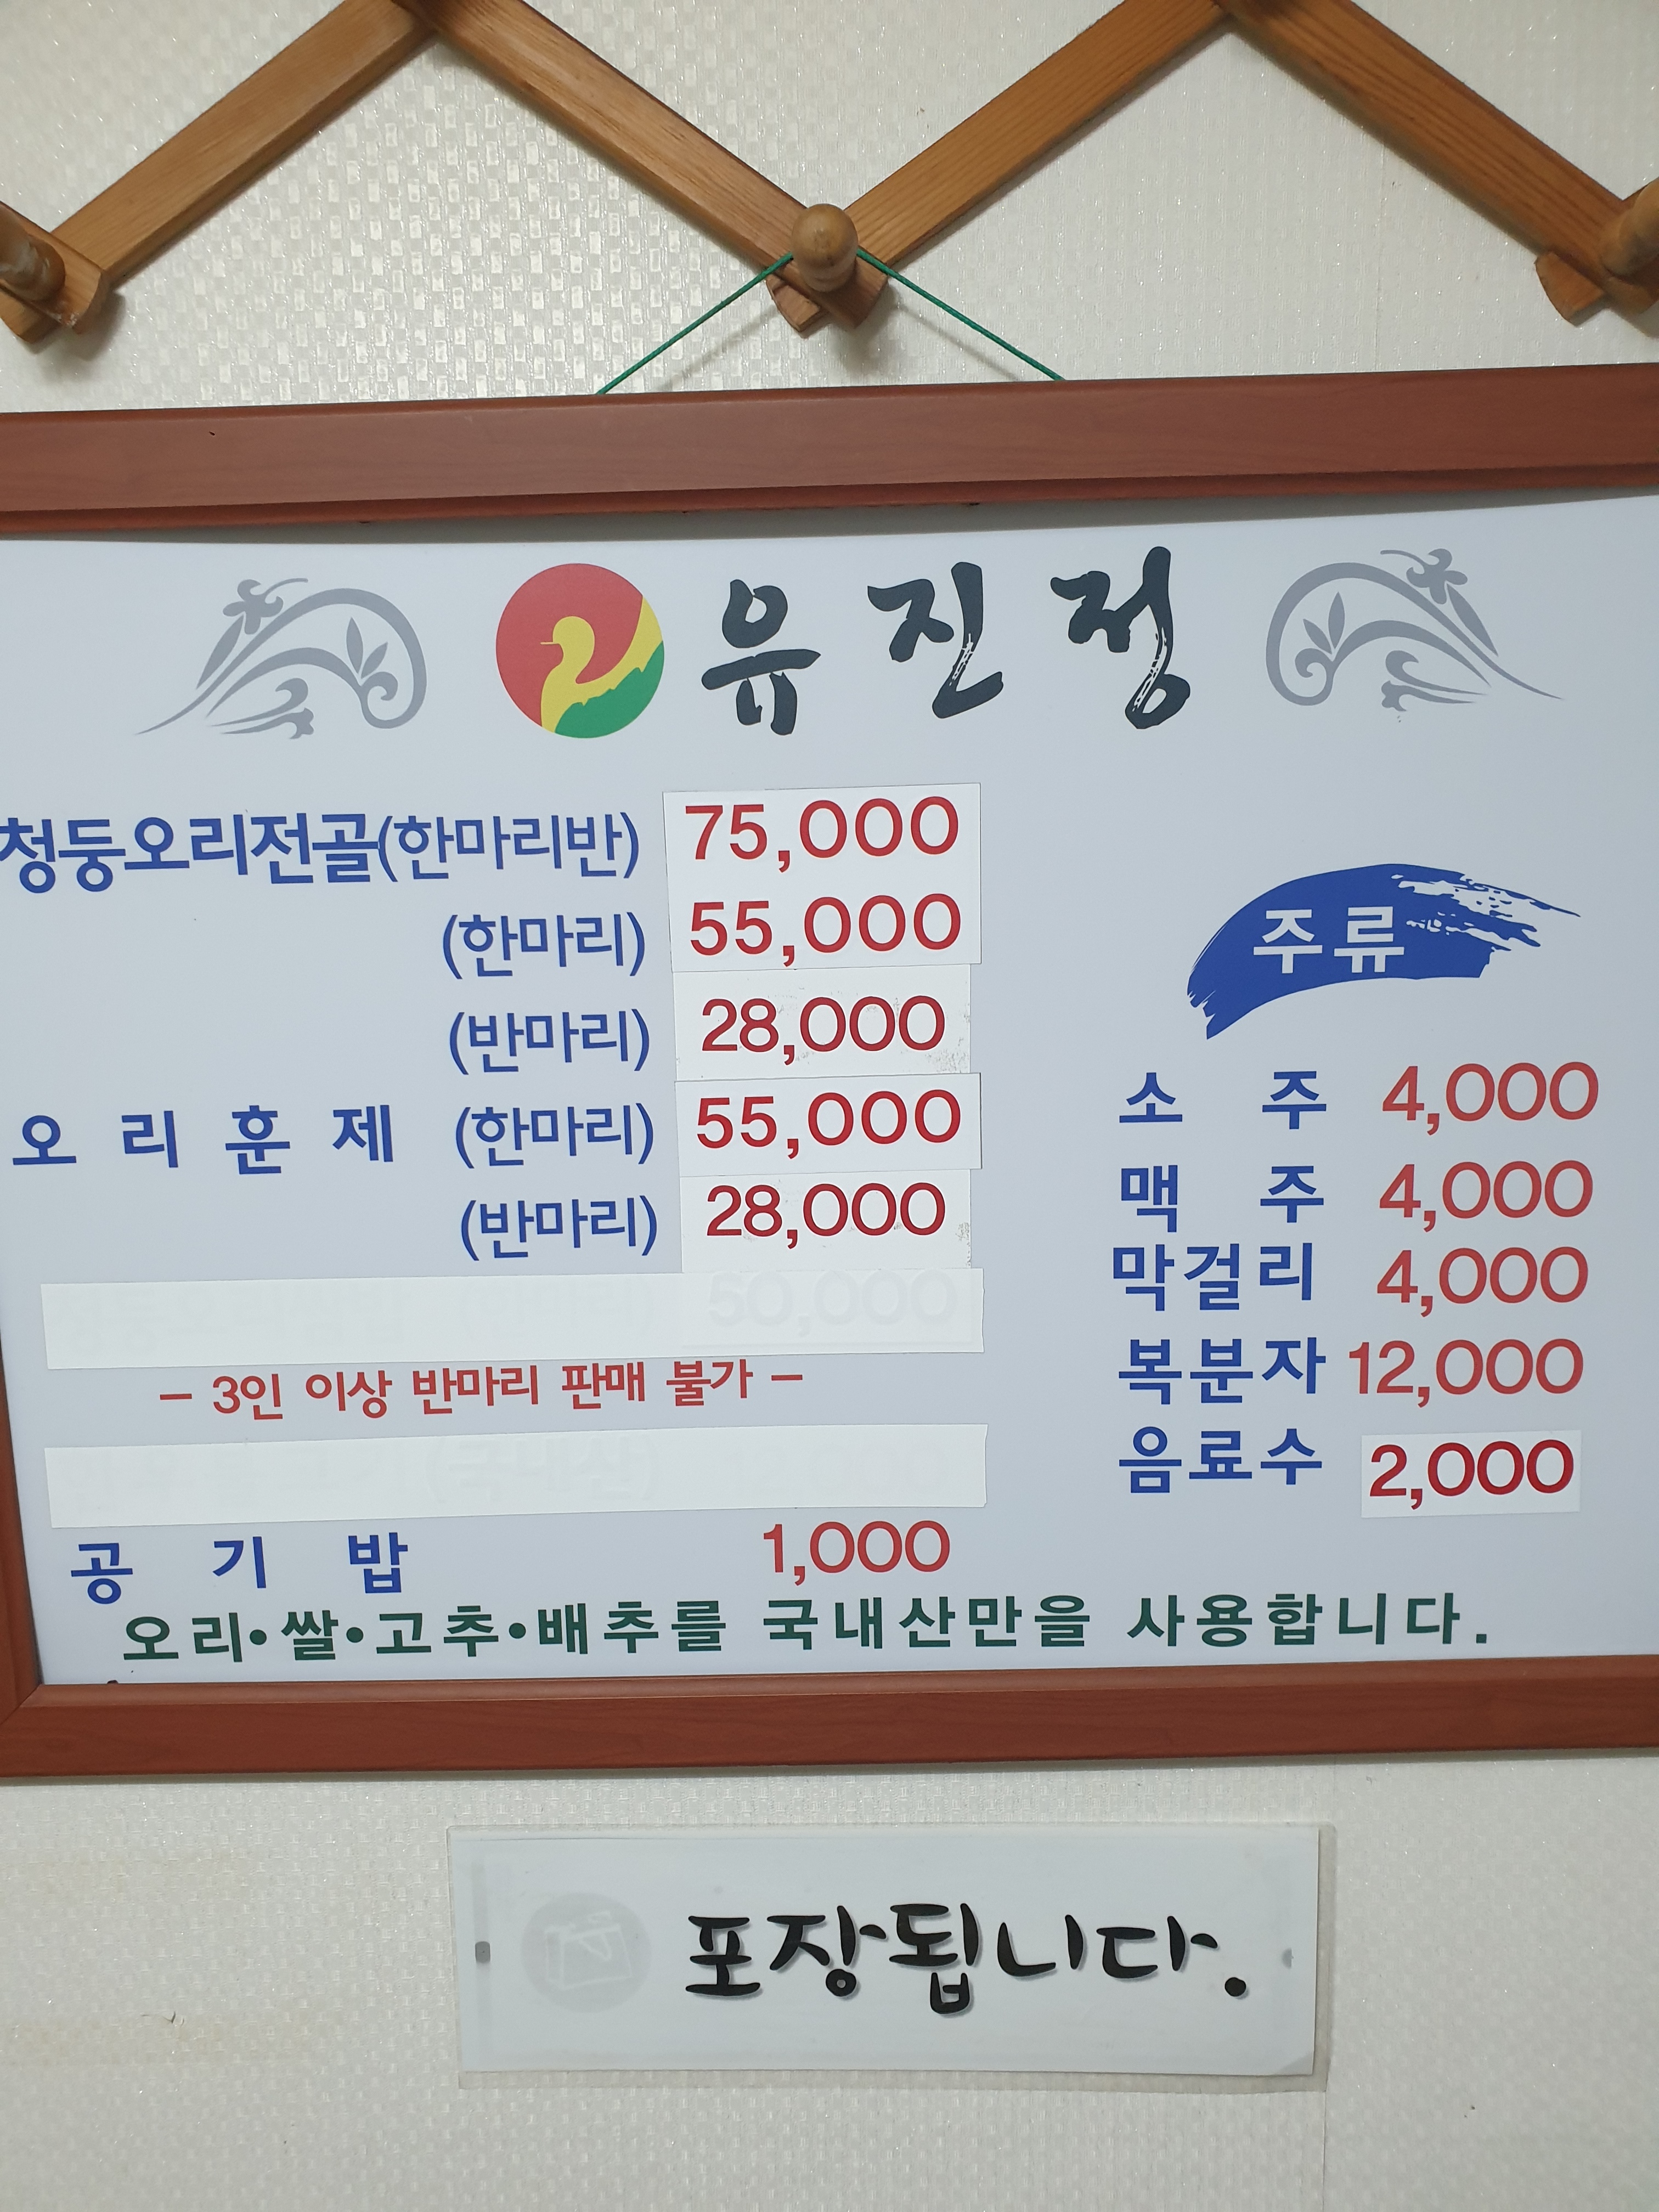 유진정
청둥오리전골(한마리반) 75,000
(한마리) 55,000
(반마리) 28,000
오리훈제 (한마리) 55,000
(반마리) 28,000
50,000
– 3인 이상 반마리 판매 불가 –
공기밥 1,000
주류
소주 4,000
맥주 4,000
막걸리 4,000
복분자 12,000
음료수 2,000
오리•쌀•고추•배추를 국내산만을 사용합니다.
포장됩니다.